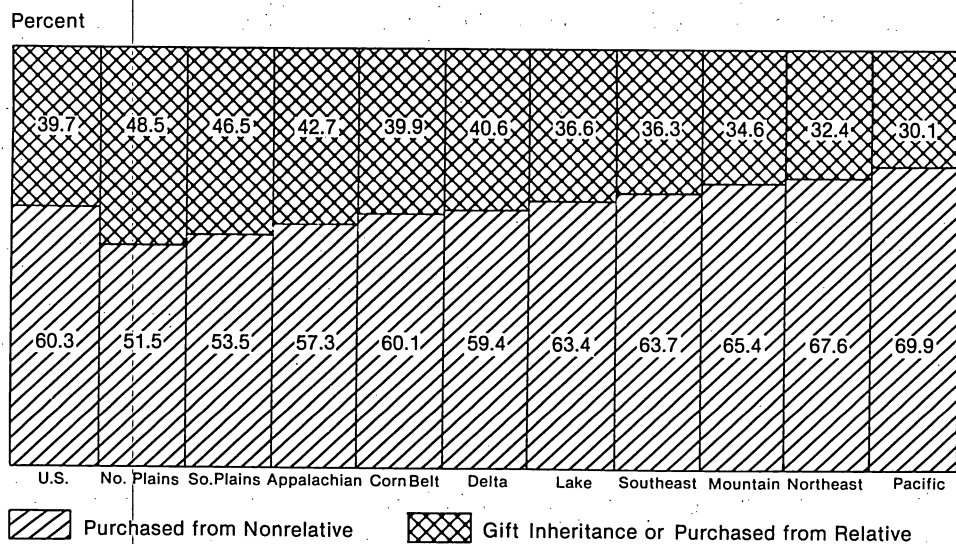 Percent
39.7 48.5 46.5 42.7 39.9 40.6 36.6 36.3 34.6 32.4 30.1
60.3 51.5 53.5 57.3 60.1 59.4 63.4 63.7 65.4 67.6 69.9
U.S. No. Plains So. Plains Appalachian Corn Belt Delta Lake Southeast Mountain Northeast Pacific
Purchased from Nonrelative Gift Inheritance or Purchased from Relative